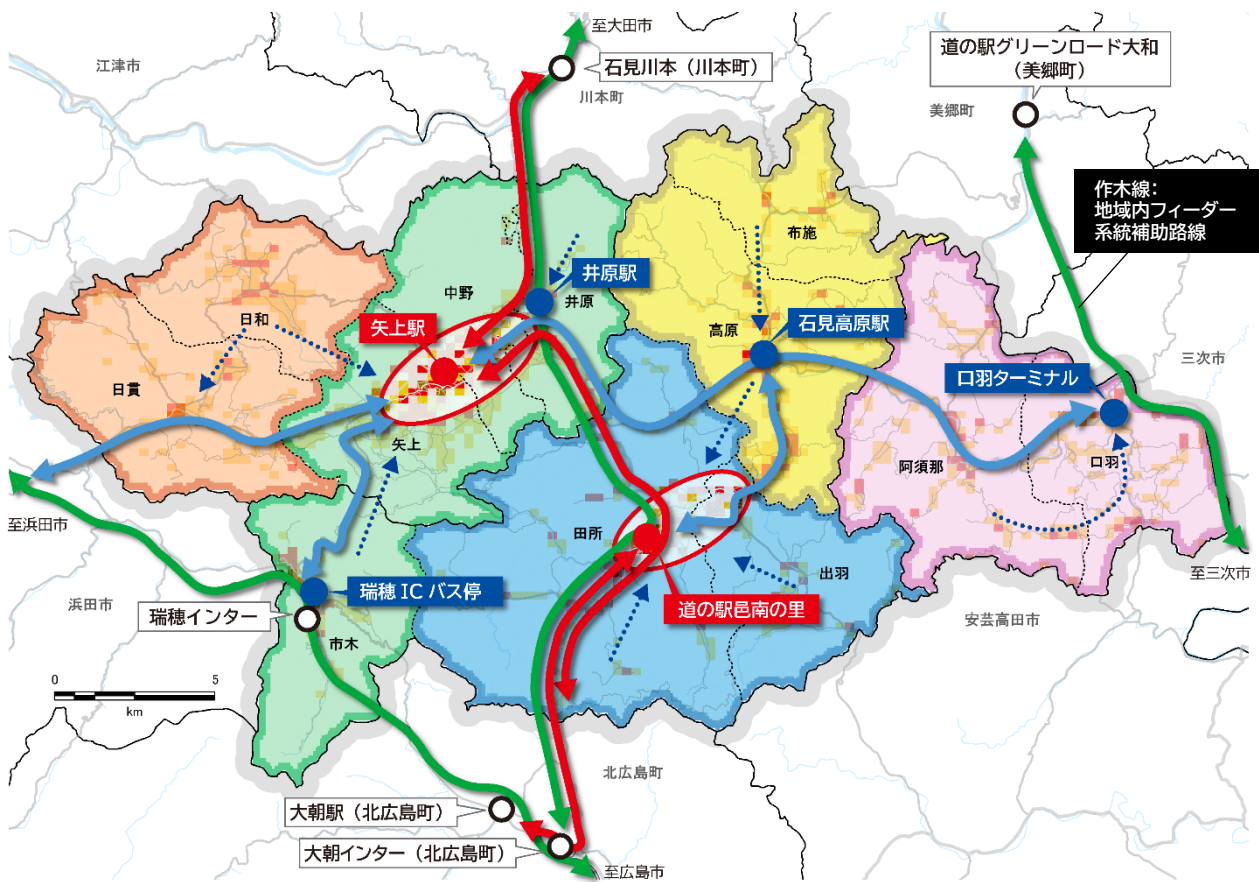 至大田市
江津市
石見川本（川本町）
川本町
道の駅グリーンロード大和
（美郷町）
美郷町
作木線：
地域内フィーダー
系統補助路線
布施
井原駅
中野
井原
矢上駅
高原
石見高原駅
日和
三次市
日貫
口羽ターミナル
矢上
阿須那
口羽
至浜田市
田所
出羽
至三次市
瑞穂 IC バス停
浜田市
瑞穂インター
道の駅邑南の里
安芸高田市
市木
0
5
km
北広島町
大朝駅（北広島町）
大朝インター（北広島町）
至広島市